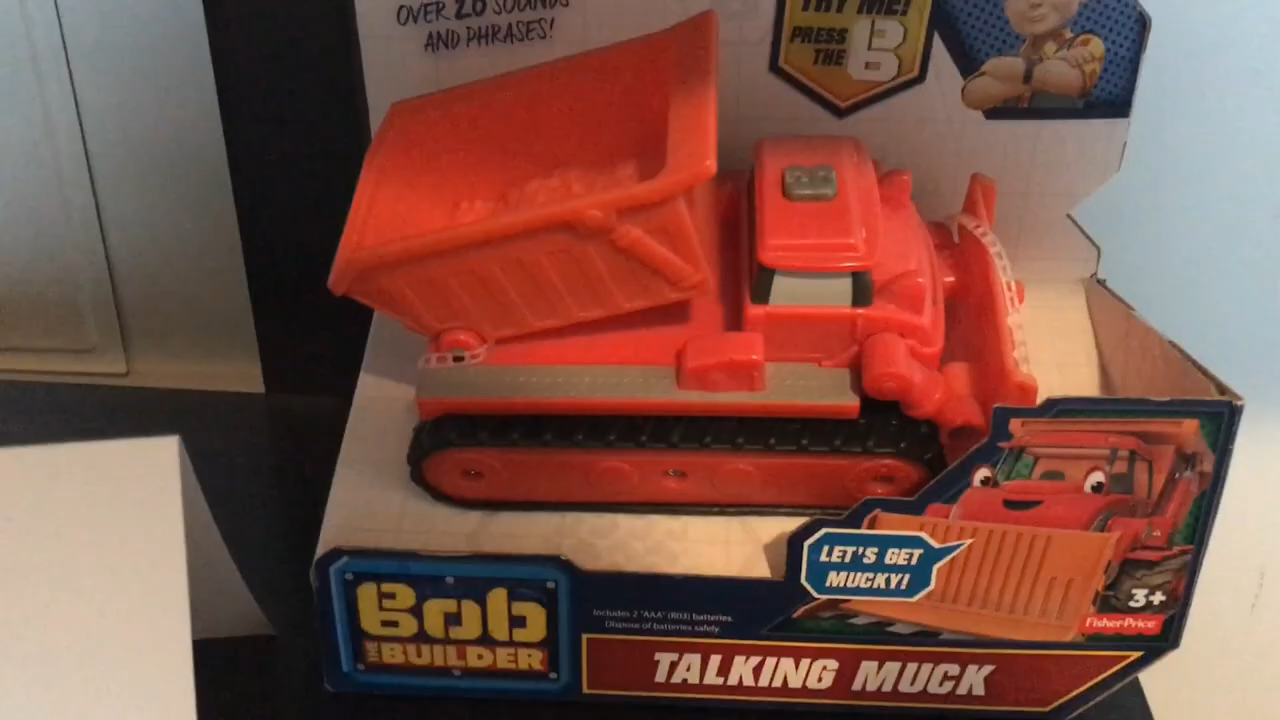 OVER 20 SOUNDS
AND PHRASES!
TRY ME!
PRESS
THE B
B
LET'S GET
MUCKY!
3+
Fisher-Price
Bob
THE BUILDER
Includes 2 "AAA" (R03) batteries.
Dispose of batteries safely.
TALKING MUCK